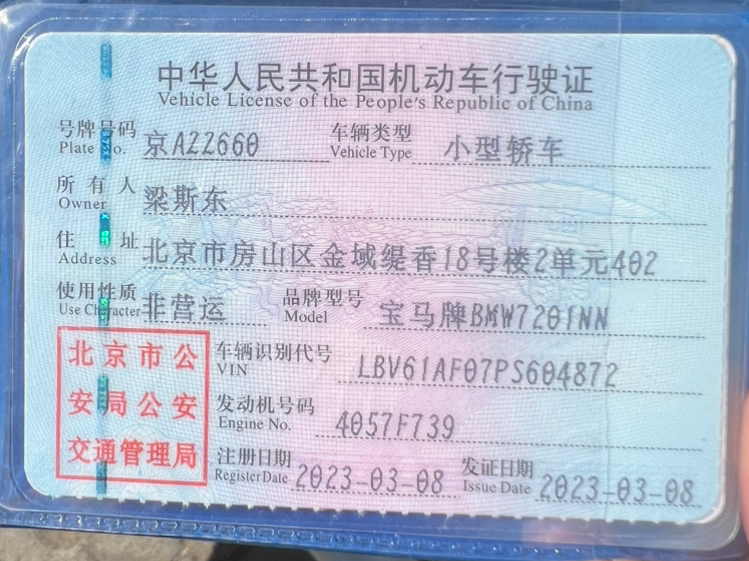 中华人民共和国机动车行驶证
Vehicle License of the People's Republic of China
号牌号码 京AZZ660 车辆类型 小型轿车
Plate No. Vehicle Type
所有人 梁斯东
Owner
住址 北京市房山区金域缇香18号楼2单元402
Address
使用性质 非营运 品牌型号 宝马牌BMW7201NN
Use Character Model
北京市公
安局公安
交通管理局
车辆识别代号 LBV61AF07PS604872
VIN
发动机号码 4057F739
Engine No.
注册日期 2023-03-08 发证日期 2023-03-08
Register Date Issue Date